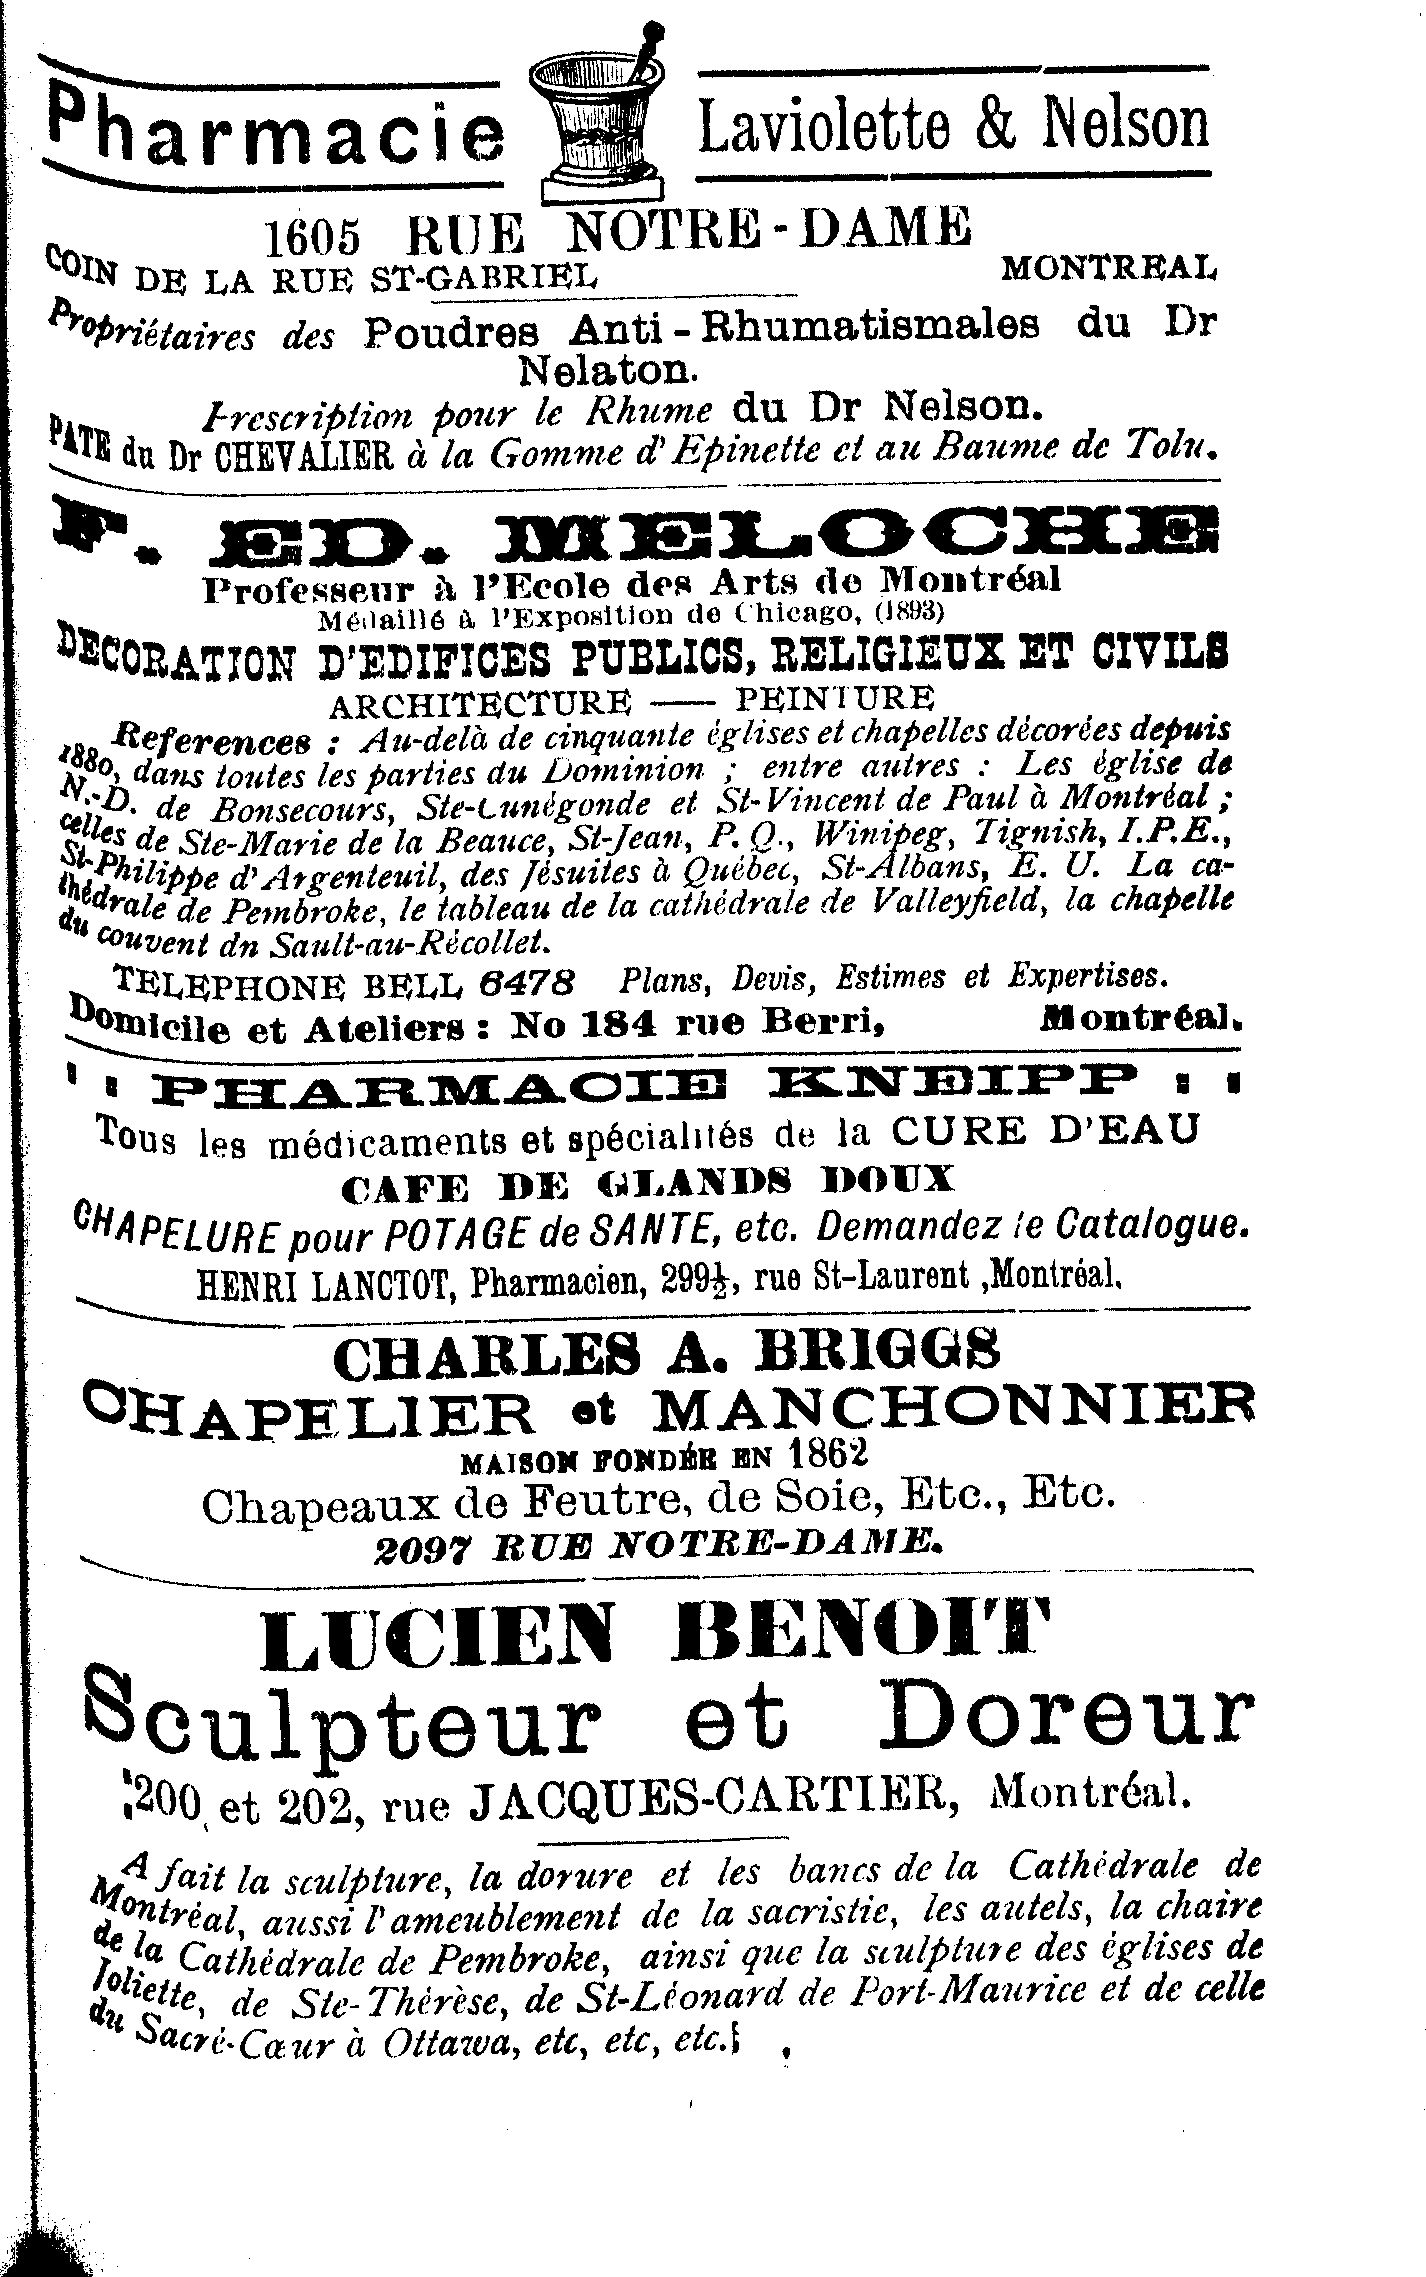 Pharmacie Laviolette & Nelson
1605 RUE NOTRE-DAME
COIN DE LA RUE ST-GABRIEL MONTREAL
Propriétaires des Poudres Anti-Rhumatismales du Dr
Nelaton.
Prescription pour le Rhume du Dr Nelson.
PATE du Dr CHEVALIER à la Gomme d'Epinette et au Baume de Tolu.
F. ED. MELOCHE
Professeur à l'Ecole des Arts de Montréal
Médaillé à l'Exposition de Chicago, (1893)
DECORATION D'EDIFICES PUBLICS, RELIGIEUX ET CIVILS
ARCHITECTURE — PEINTURE
References : Au-delà de cinquante églises et chapelles décorées depuis
1880, dans toutes les parties du Dominion ; entre autres : Les église de
N.-D. de Bonsecours, Ste-Cunégonde et St-Vincent de Paul à Montréal ;
celles de Ste-Marie de la Beauce, St-Jean, P. Q., Winipeg, Tignish, I.P.E.,
St-Philippe d'Argenteuil, des Jésuites à Québec, St-Albans, E. U. La ca-
thédrale de Pembroke, le tableau de la cathédrale de Valleyfield, la chapelle
du couvent dn Sault-au-Récollet.
TELEPHONE BELL 6478 Plans, Devis, Estimes et Expertises.
Domicile et Ateliers : No 184 rue Berri, Montréal.
PHARMACIE KNEIPP
Tous les médicaments et spécialités de la CURE D'EAU
CAFE DE GLANDS DOUX
CHAPELURE pour POTAGE de SANTE, etc. Demandez le Catalogue.
HENRI LANCTOT, Pharmacien, 299½, rue St-Laurent ,Montréal.
CHARLES A. BRIGGS
CHAPELIER et MANCHONNIER
MAISON FONDÉE EN 1862
Chapeaux de Feutre, de Soie, Etc., Etc.
2097 RUE NOTRE-DAME.
LUCIEN BENOIT
Sculpteur et Doreur
200 et 202, rue JACQUES-CARTIER, Montréal.
A fait la sculpture, la dorure et les bancs de la Cathédrale de
Montréal, aussi l'ameublement de la sacristie, les autels, la chaire
de la Cathédrale de Pembroke, ainsi que la sculpture des églises de
Joliette, de Ste-Thérèse, de St-Léonard de Port-Maurice et de celle
du Sacré-Cœur à Ottawa, etc, etc, etc.